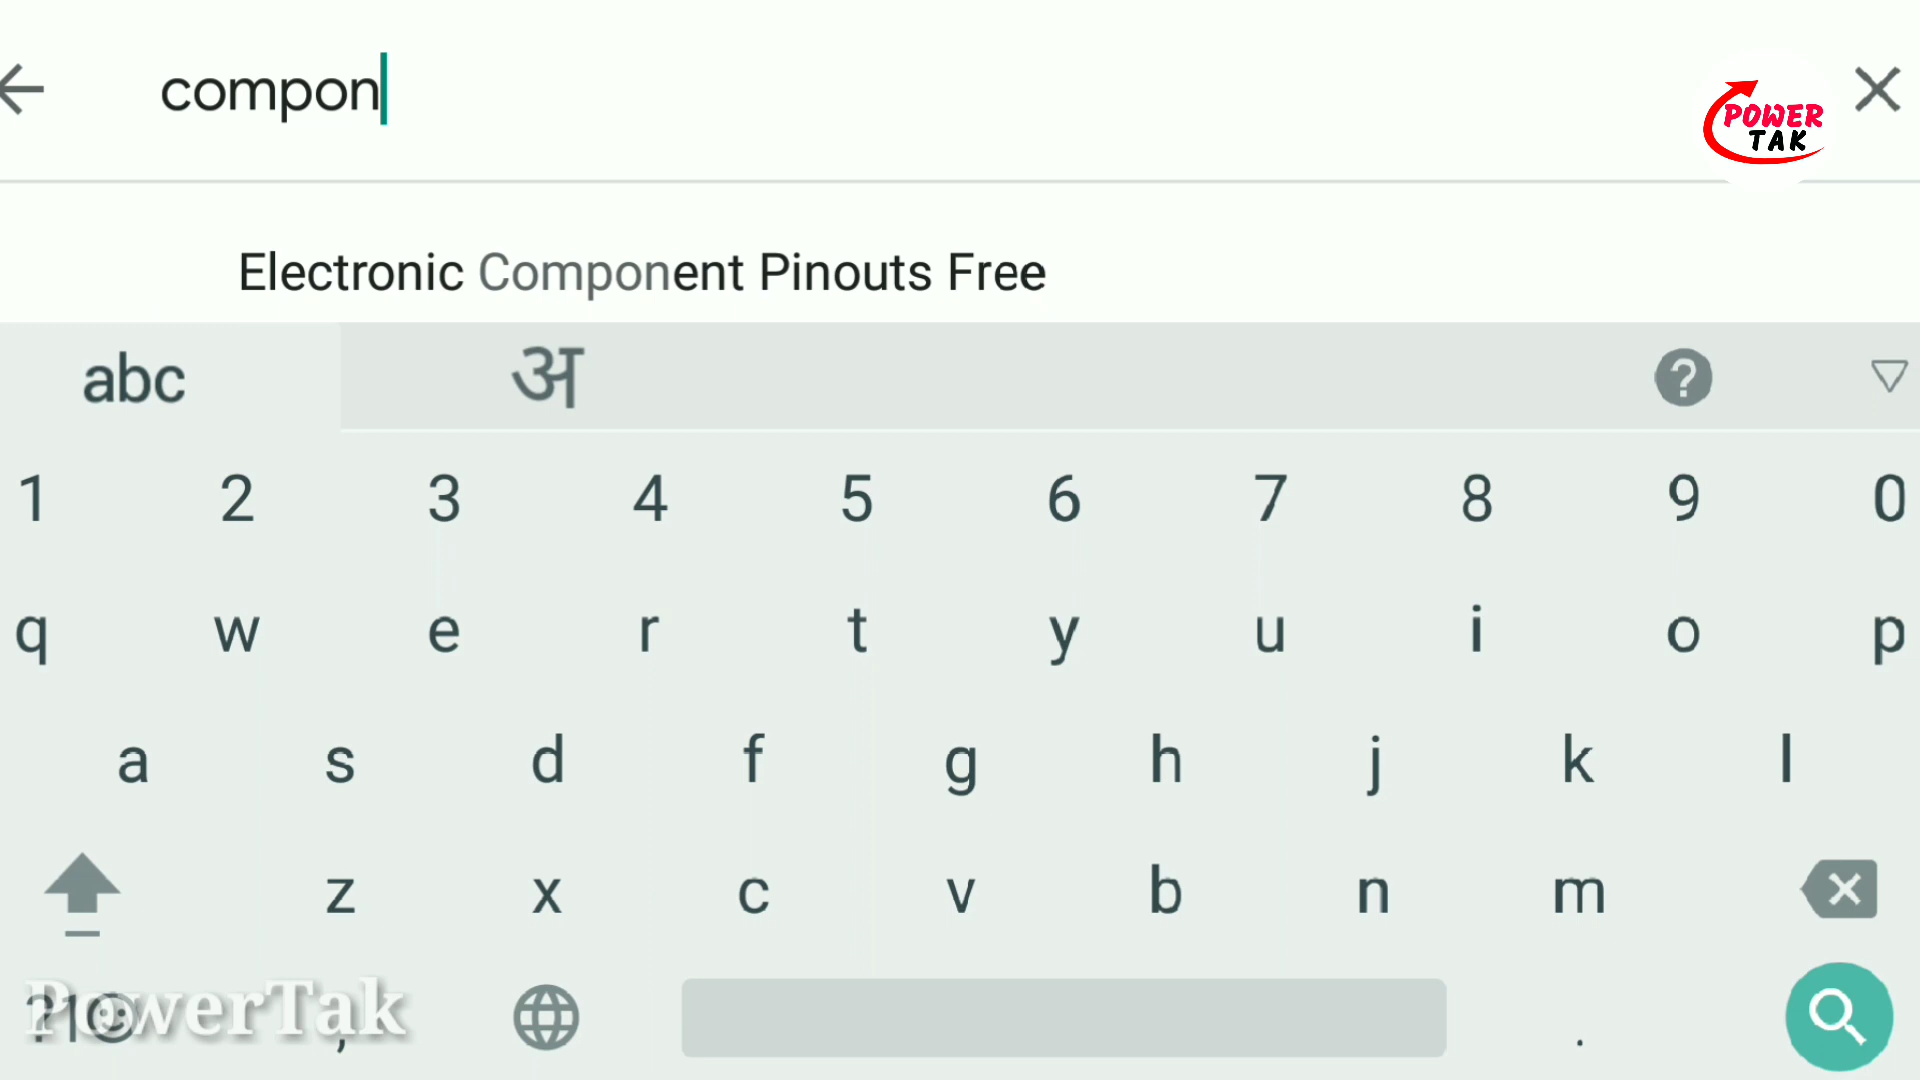 compon
POWER
TAK
Electronic Component Pinouts Free
abc अ ?
1 2 3 4 5 6 7 8 9 0
q w e r t y u i o p
a s d f g h j k l
z x c v b n m
?1☺ , .
PowerTak